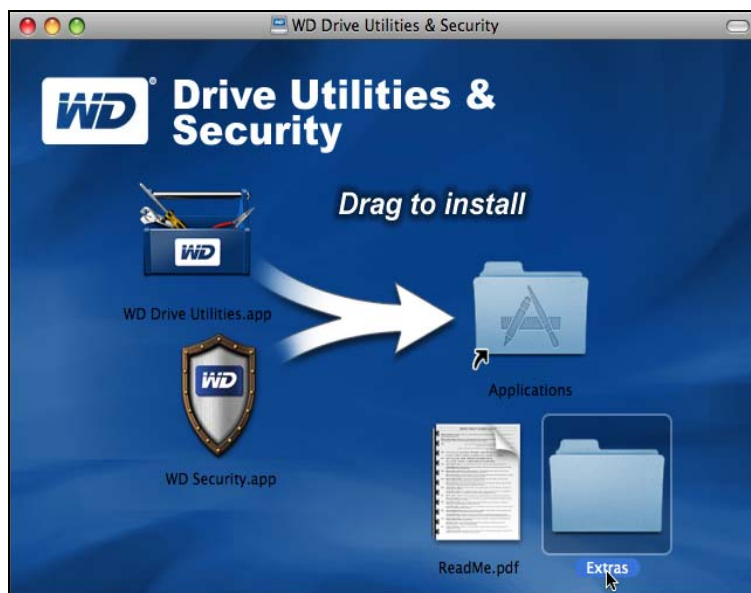 WD Drive Utilities & Security
WD
Drive Utilities &
Security
Drag to install
WD
WD Drive Utilities.app
WD
Applications
WD Security.app
ReadMe.pdf
Extras